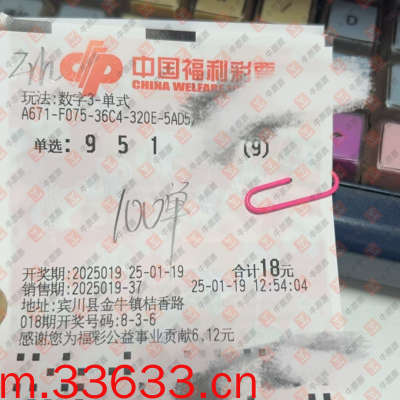 Zyh
中国福利彩票
CHINA WELFARE
玩法:数字3-单式
A671-F075-36C4-320E-5AD5
单选: 9 5 1 (9)
100单
开奖期:2025019 25-01-19 合计18元
销售期:2025019-37 25-01-19 12:54:04
地址:宾川县金牛镇桔香路
018期开奖号码:8-3-6
感谢您为福彩公益事业贡献6.12元
m.33633.cn